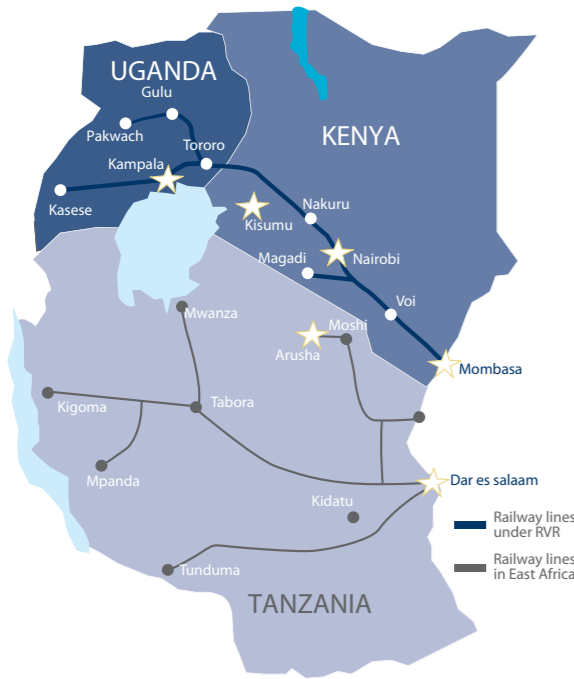 UGANDA
Gulu
Pakwach
KENYA
Tororo
Kampala
Kasese
Nakuru
Kisumu
Nairobi
Magadi
Voi
Mwanza
Moshi
Arusha
Mombasa
Kigoma
Tabora
Mpanda
Dar es salaam
Kidatu
Railway lines
under RVR
Railway lines
in East Africa
Tunduma
TANZANIA